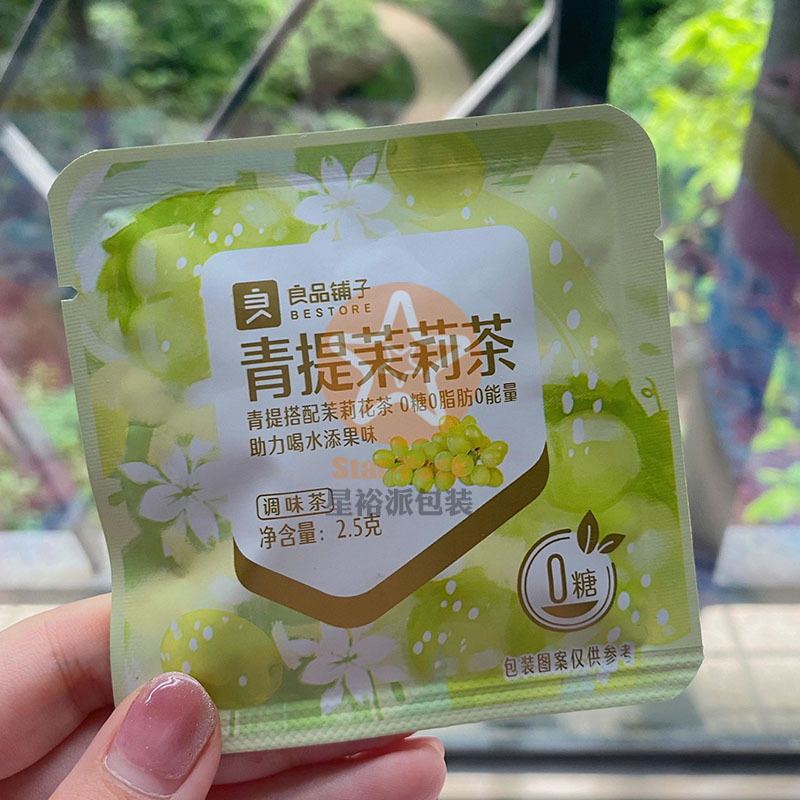 良品铺子
BESTORE
青提茉莉茶
青提搭配茉莉花茶 0糖0脂肪0能量
助力喝水添果味
调味茶
净含量：2.5克
星裕派包装
0糖
包装图案仅供参考